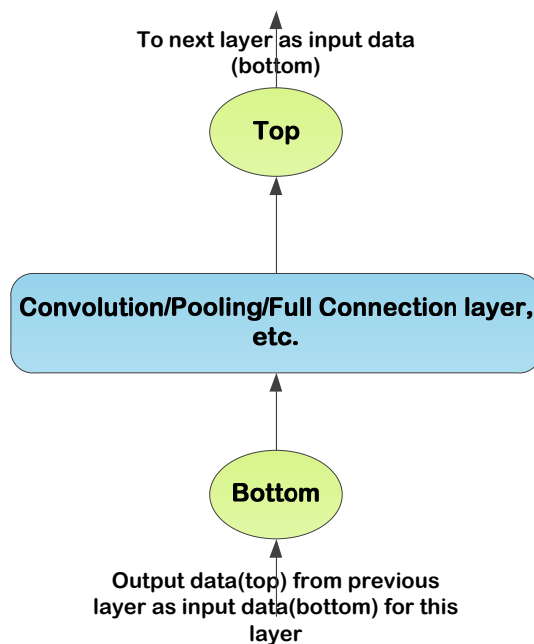 To next layer as input data
(bottom)
Top
Convolution/Pooling/Full Connection layer,
etc.
Bottom
Output data(top) from previous
layer as input data(bottom) for this
layer